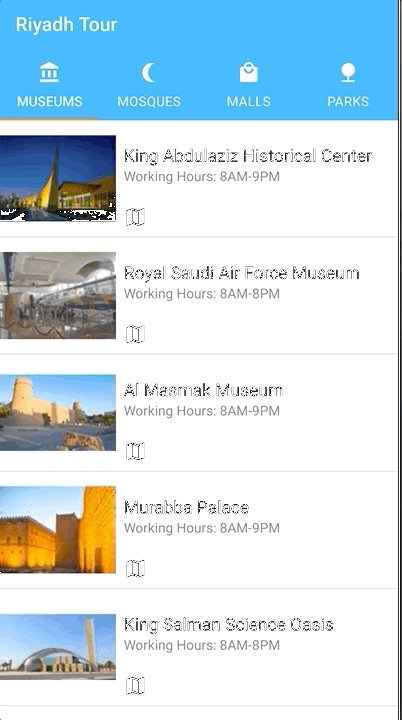 Riyadh Tour
MUSEUMS MOSQUES MALLS PARKS
King Abdulaziz Historical Center
Working Hours: 8AM-9PM
Royal Saudi Air Force Museum
Working Hours: 8AM-8PM
Al Masmak Museum
Working Hours: 8AM-9PM
Murabba Palace
Working Hours: 8AM-9PM
King Salman Science Oasis
Working Hours: 8AM-8PM